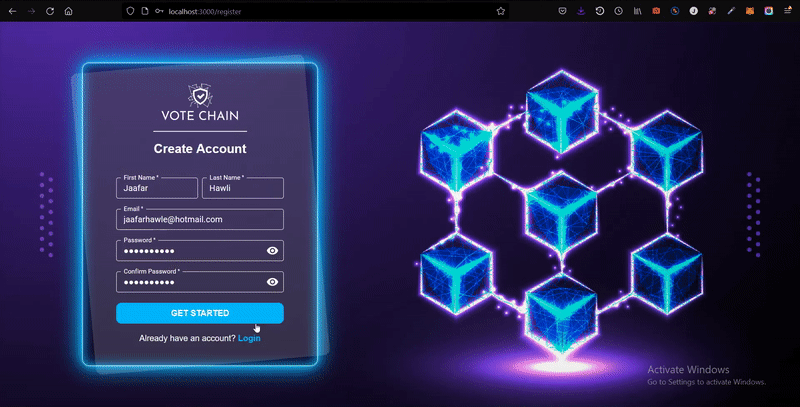 localhost:3000/register
VOTE CHAIN
Create Account
First Name *
Last Name *
Jaafar
Hawli
Email *
jaafarhawle@hotmail.com
Password *
●●●●●●●●●●
Confirm Password *
●●●●●●●●●●
GET STARTED
Already have an account? Login
Activate Windows
Go to Settings to activate Windows.